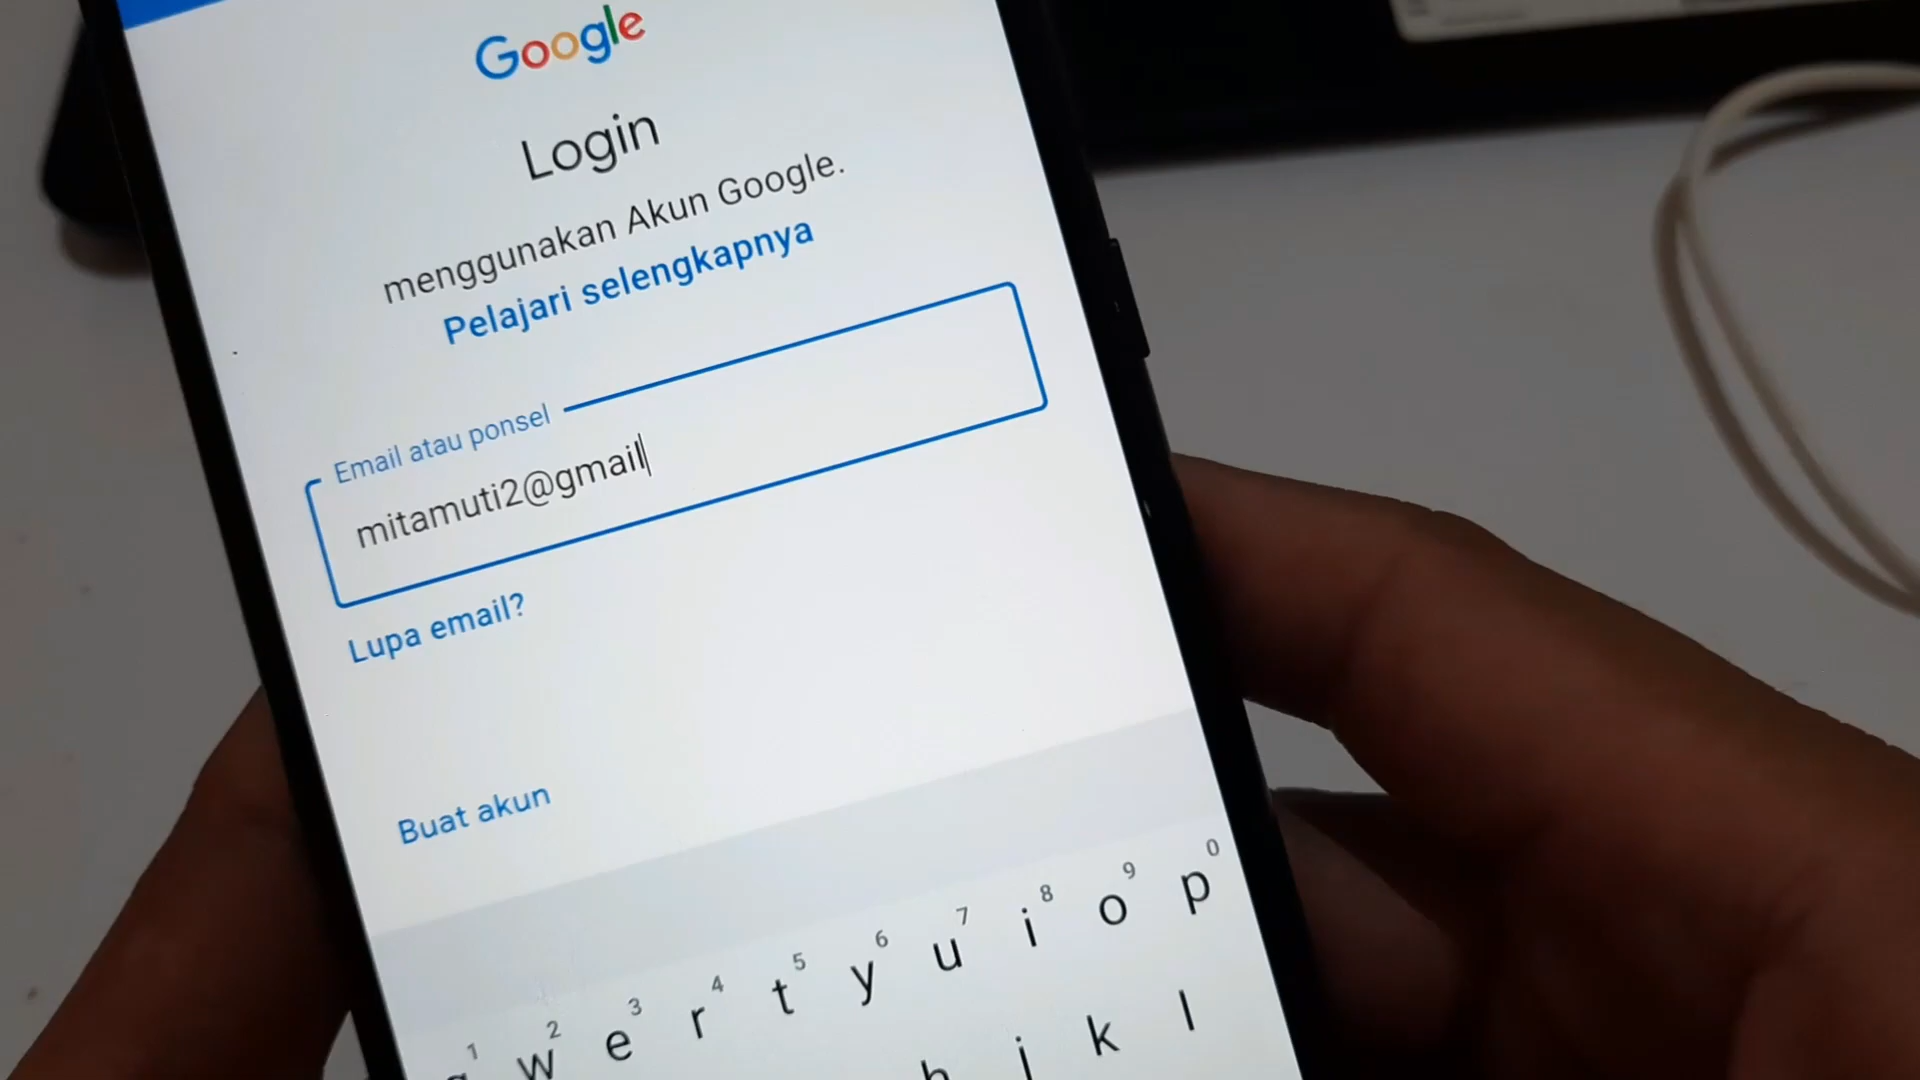 Google
Login
menggunakan Akun Google.
Pelajari selengkapnya
Email atau ponsel
mitamuti2@gmail
Lupa email?
Buat akun
1 2 3 4 5 6 7 8 9 0
w e r t y u i o p
h j k l